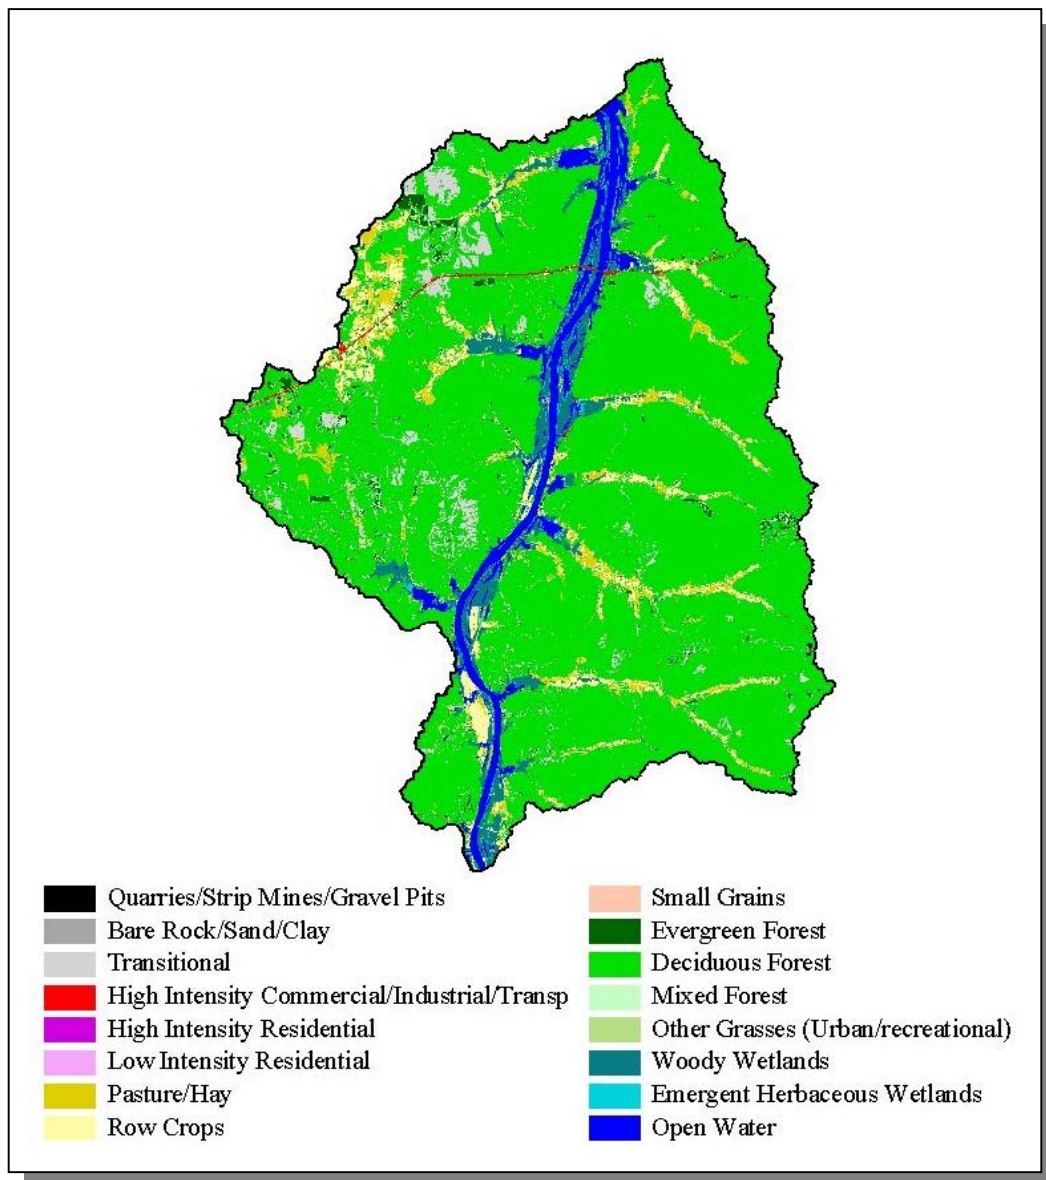 Quarries/Strip Mines/Gravel Pits
Bare Rock/Sand/Clay
Transitional
High Intensity Commercial/Industrial/Transp
High Intensity Residential
Low Intensity Residential
Pasture/Hay
Row Crops
Small Grains
Evergreen Forest
Deciduous Forest
Mixed Forest
Other Grasses (Urban/recreational)
Woody Wetlands
Emergent Herbaceous Wetlands
Open Water